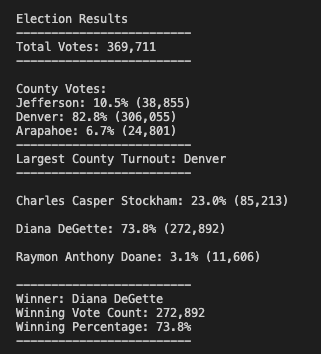 Election Results
-------------------------
Total Votes: 369,711
-------------------------
County Votes:
Jefferson: 10.5% (38,855)
Denver: 82.8% (306,055)
Arapahoe: 6.7% (24,801)
-------------------------
Largest County Turnout: Denver
-------------------------
Charles Casper Stockham: 23.0% (85,213)
Diana DeGette: 73.8% (272,892)
Raymon Anthony Doane: 3.1% (11,606)
-------------------------
Winner: Diana DeGette
Winning Vote Count: 272,892
Winning Percentage: 73.8%
-------------------------